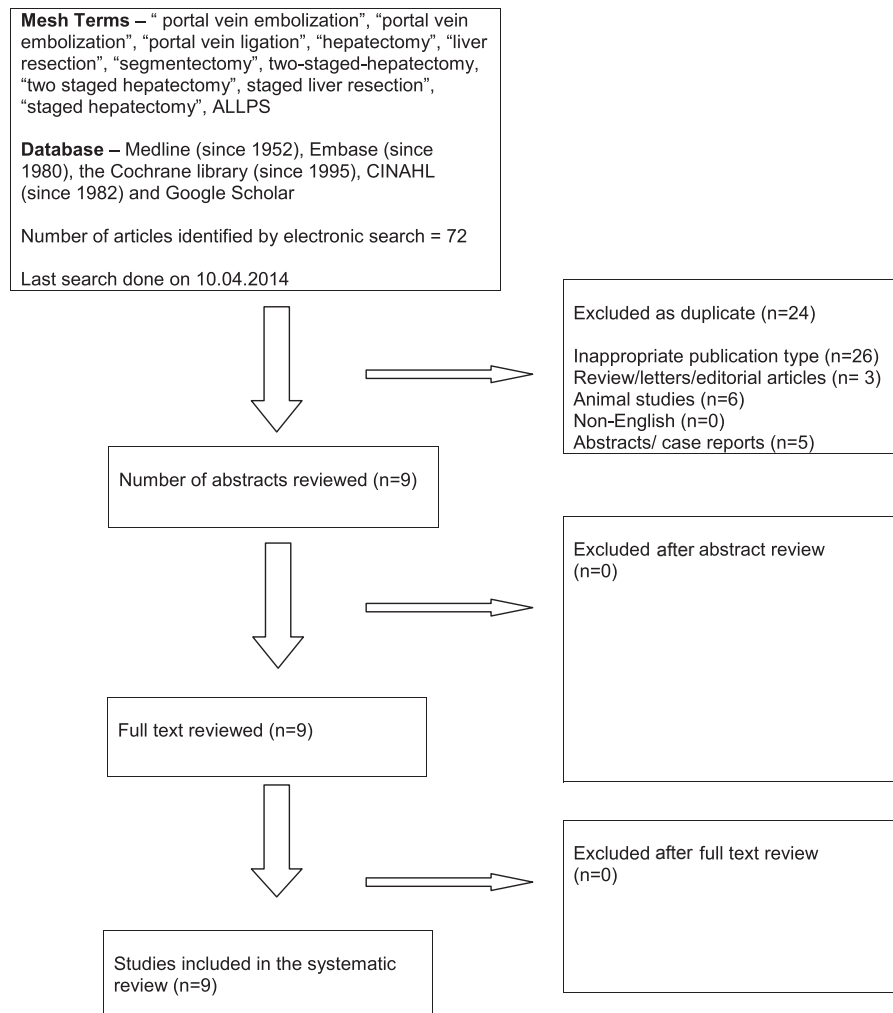 Mesh Terms – “ portal vein embolization”, “portal vein
embolization”, “portal vein ligation”, “hepatectomy”, “liver
resection”, “segmentectomy”, two-staged-hepatectomy,
“two staged hepatectomy”, staged liver resection”,
“staged hepatectomy”, ALLPS
Database – Medline (since 1952), Embase (since
1980), the Cochrane library (since 1995), CINAHL
(since 1982) and Google Scholar
Number of articles identified by electronic search = 72
Last search done on 10.04.2014
Excluded as duplicate (n=24)
Inappropriate publication type (n=26)
Review/letters/editorial articles (n= 3)
Animal studies (n=6)
Non-English (n=0)
Abstracts/ case reports (n=5)
Number of abstracts reviewed (n=9)
Excluded after abstract review
(n=0)
Full text reviewed (n=9)
Excluded after full text review
(n=0)
Studies included in the systematic
review (n=9)